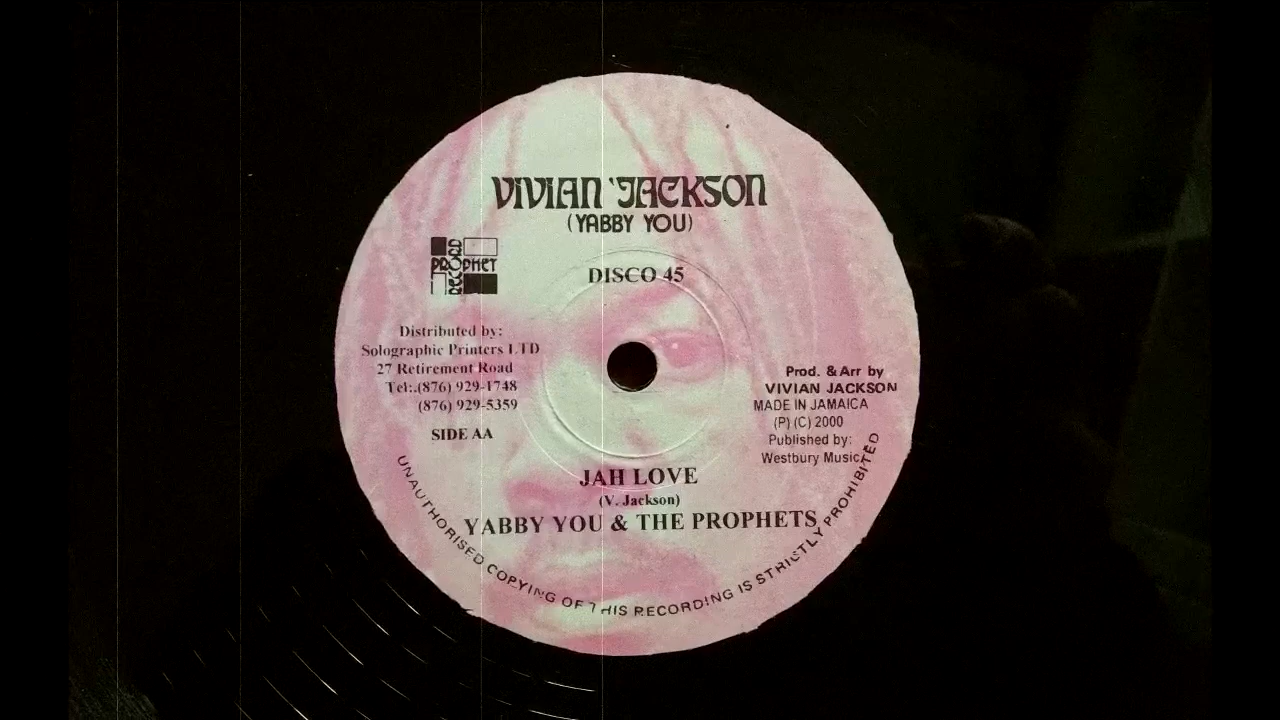 VIVIAN JACKSON
(YABBY YOU)
PROPHET
RECORD
DISCO 45
Distributed by:
Solographic Printers LTD
27 Retirement Road
Tel:.(876) 929-1748
(876) 929-5359
SIDE AA
Prod. & Arr by
VIVIAN JACKSON
MADE IN JAMAICA
(P) (C) 2000
Published by:
Westbury Music
JAH LOVE
(V. Jackson)
YABBY YOU & THE PROPHETS
UNAUTHORISED COPYING OF THIS RECORDING IS STRICTLY PROHIBITED